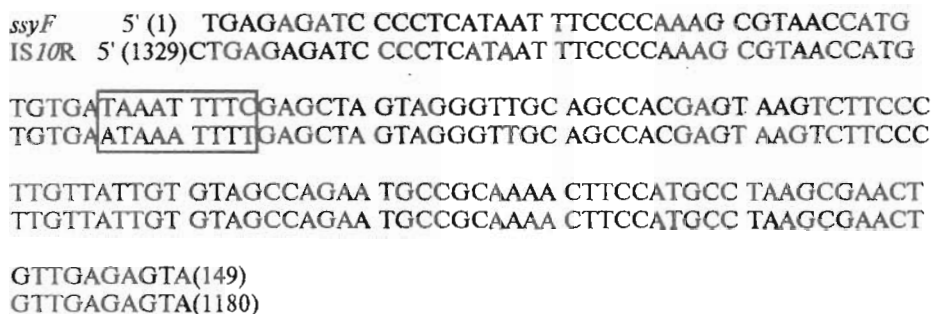 ssyF 5' (1) TGAGAGATC CCCTCATAAT TTCCCCAAAG CGTAACCATG
IS10R 5' (1329)CTGAGAGATC CCCTCATAAT TTCCCCAAAG CGTAACCATG
TGTGATAAAT TTTCGAGCTA GTAGGGTTGC AGCCACGAGT AAGTCTTCCC
TGTGAATAAA TTTTGAGCTA GTAGGGTTGC AGCCACGAGT AAGTCTTCCC
TTGTTATTGT GTAGCCAGAA TGCCGCAAAA CTTCCATGCC TAAGCGAACT
TTGTTATTGT GTAGCCAGAA TGCCGCAAAA CTTCCATGCC TAAGCGAACT
GTTGAGAGTA(149)
GTTGAGAGTA(1180)